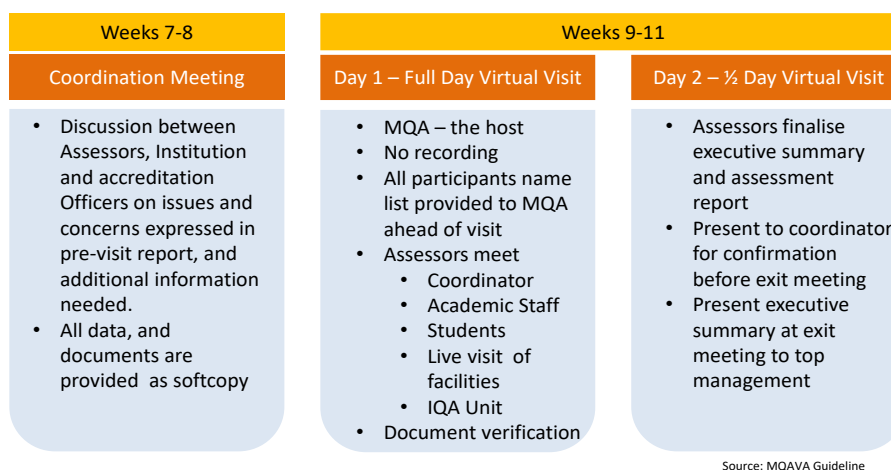 Weeks 7-8
Coordination Meeting
• Discussion between
Assessors, Institution
and accreditation
Officers on issues and
concerns expressed in
pre-visit report, and
additional information
needed.
• All data, and
documents are
provided as softcopy
Weeks 9-11
Day 1 – Full Day Virtual Visit
• MQA – the host
• No recording
• All participants name
list provided to MQA
ahead of visit
• Assessors meet
• Coordinator
• Academic Staff
• Students
• Live visit of
facilities
• IQA Unit
• Document verification
Day 2 – ½ Day Virtual Visit
• Assessors finalise
executive summary
and assessment
report
• Present to coordinator
for confirmation
before exit meeting
• Present executive
summary at exit
meeting to top
management
Source: MQAVA Guideline